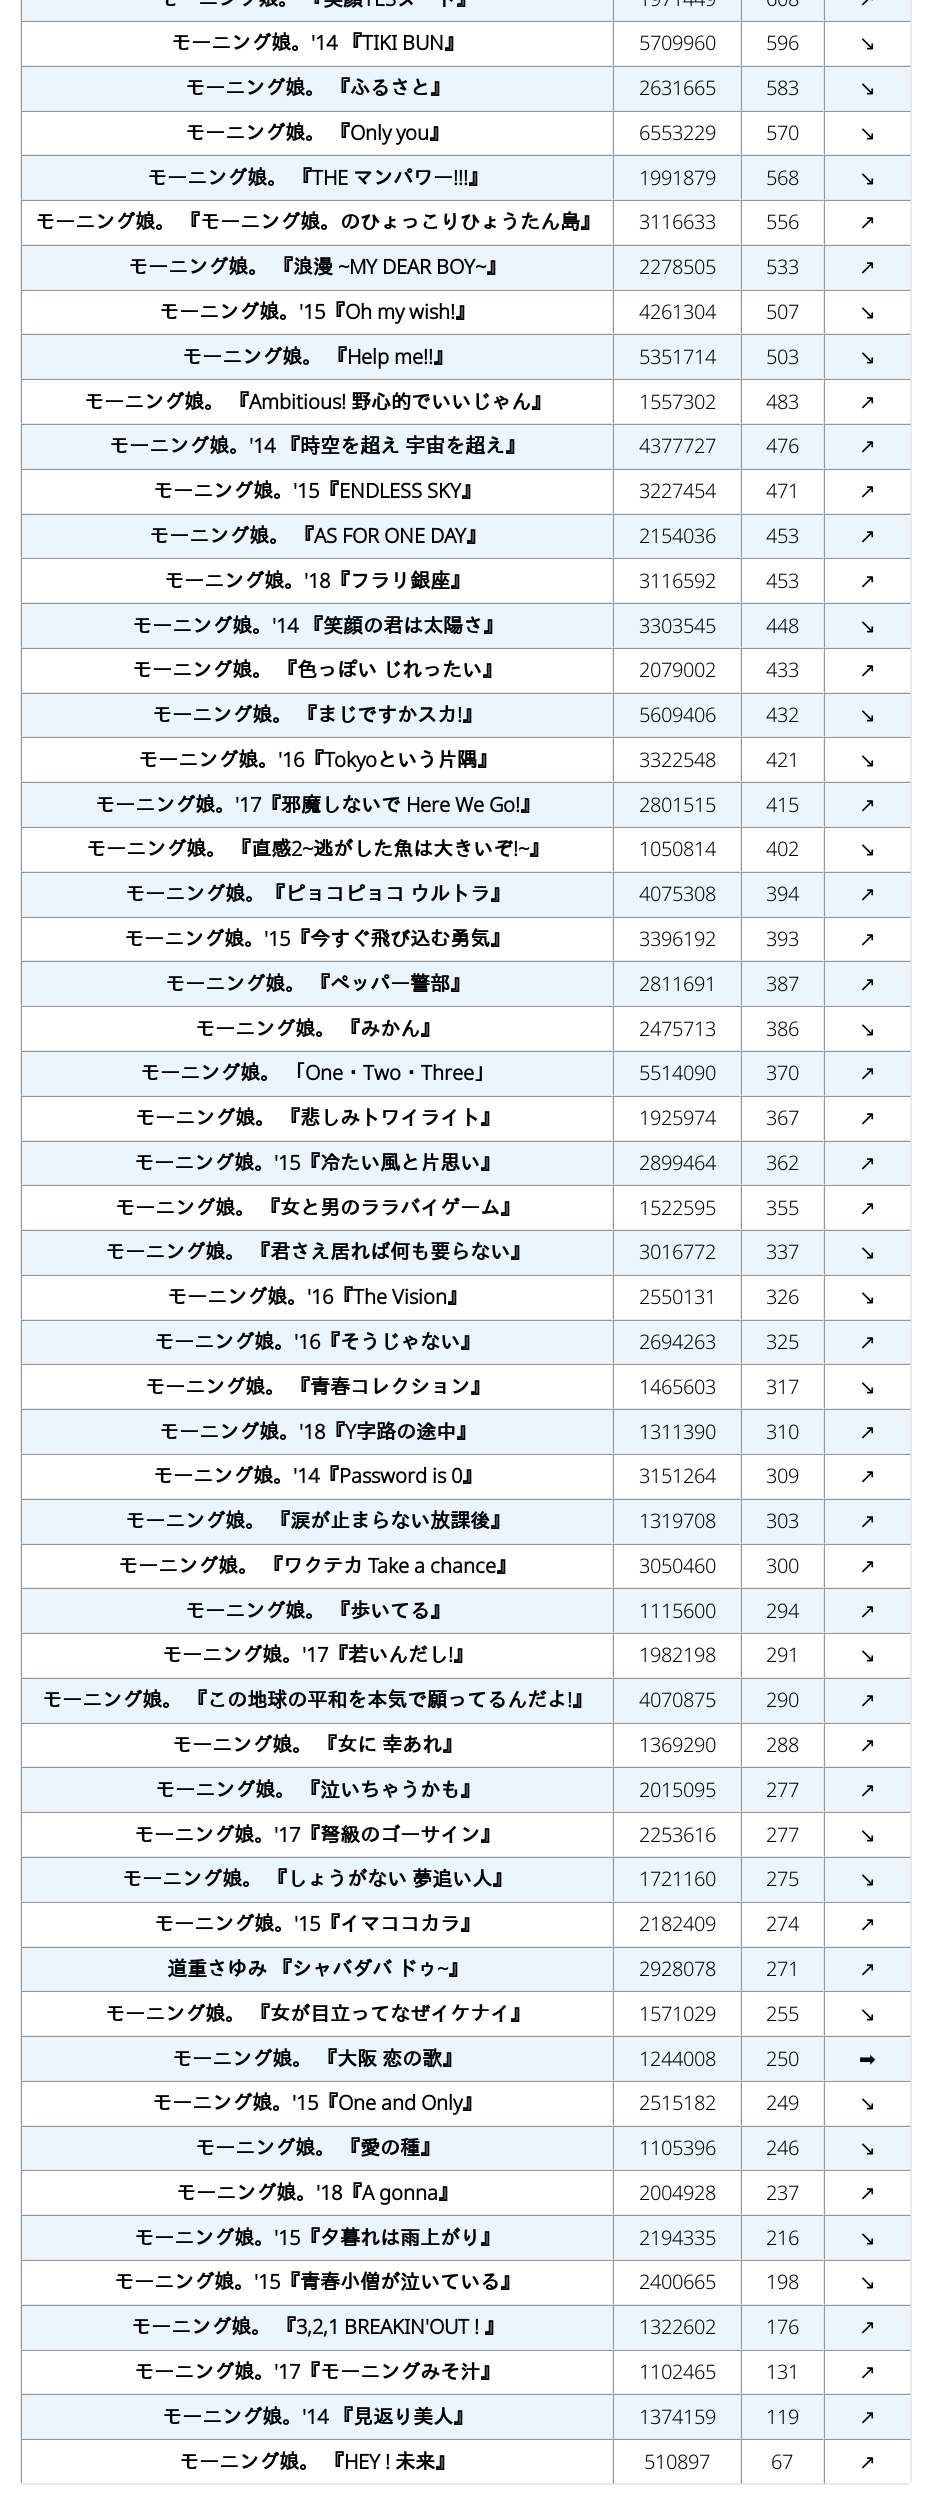 モーニング娘。 『笑顔YESヌード』 1971449 608 ↗
モーニング娘。'14 『TIKI BUN』 5709960 596 ↘
モーニング娘。 『ふるさと』 2631665 583 ↘
モーニング娘。 『Only you』 6553229 570 ↘
モーニング娘。 『THE マンパワー!!!』 1991879 568 ↘
モーニング娘。 『モーニング娘。のひょっこりひょうたん島』 3116633 556 ↗
モーニング娘。 『浪漫 ~MY DEAR BOY~』 2278505 533 ↗
モーニング娘。'15『Oh my wish!』 4261304 507 ↘
モーニング娘。 『Help me!!』 5351714 503 ↘
モーニング娘。 『Ambitious! 野心的でいいじゃん』 1557302 483 ↗
モーニング娘。'14 『時空を超え 宇宙を超え』 4377727 476 ↗
モーニング娘。'15『ENDLESS SKY』 3227454 471 ↗
モーニング娘。 『AS FOR ONE DAY』 2154036 453 ↗
モーニング娘。'18『フラリ銀座』 3116592 453 ↗
モーニング娘。'14 『笑顔の君は太陽さ』 3303545 448 ↘
モーニング娘。 『色っぽい じれったい』 2079002 433 ↗
モーニング娘。 『まじですかスカ!』 5609406 432 ↘
モーニング娘。'16『Tokyoという片隅』 3322548 421 ↘
モーニング娘。'17『邪魔しないで Here We Go!』 2801515 415 ↗
モーニング娘。 『直感2~逃がした魚は大きいぞ!~』 1050814 402 ↘
モーニング娘。『ピョコピョコ ウルトラ』 4075308 394 ↗
モーニング娘。'15『今すぐ飛び込む勇気』 3396192 393 ↗
モーニング娘。 『ペッパー警部』 2811691 387 ↗
モーニング娘。 『みかん』 2475713 386 ↘
モーニング娘。 「One・Two・Three」 5514090 370 ↗
モーニング娘。 『悲しみトワイライト』 1925974 367 ↗
モーニング娘。'15『冷たい風と片思い』 2899464 362 ↗
モーニング娘。 『女と男のララバイゲーム』 1522595 355 ↗
モーニング娘。 『君さえ居れば何も要らない』 3016772 337 ↘
モーニング娘。'16『The Vision』 2550131 326 ↘
モーニング娘。'16『そうじゃない』 2694263 325 ↗
モーニング娘。 『青春コレクション』 1465603 317 ↘
モーニング娘。'18『Y字路の途中』 1311390 310 ↗
モーニング娘。'14『Password is 0』 3151264 309 ↗
モーニング娘。 『涙が止まらない放課後』 1319708 303 ↗
モーニング娘。 『ワクテカ Take a chance』 3050460 300 ↗
モーニング娘。 『歩いてる』 1115600 294 ↗
モーニング娘。'17『若いんだし!』 1982198 291 ↘
モーニング娘。 『この地球の平和を本気で願ってるんだよ!』 4070875 290 ↗
モーニング娘。 『女に 幸あれ』 1369290 288 ↗
モーニング娘。 『泣いちゃうかも』 2015095 277 ↗
モーニング娘。'17『弩級のゴーサイン』 2253616 277 ↘
モーニング娘。 『しょうがない 夢追い人』 1721160 275 ↘
モーニング娘。'15『イマココカラ』 2182409 274 ↗
道重さゆみ 『シャバダバ ドゥ~』 2928078 271 ↗
モーニング娘。 『女が目立ってなぜイケナイ』 1571029 255 ↘
モーニング娘。 『大阪 恋の歌』 1244008 250 ➡
モーニング娘。'15『One and Only』 2515182 249 ↘
モーニング娘。 『愛の種』 1105396 246 ↘
モーニング娘。'18『A gonna』 2004928 237 ↗
モーニング娘。'15『夕暮れは雨上がり』 2194335 216 ↘
モーニング娘。'15『青春小僧が泣いている』 2400665 198 ↘
モーニング娘。 『3,2,1 BREAKIN'OUT ! 』 1322602 176 ↗
モーニング娘。'17『モーニングみそ汁』 1102465 131 ↗
モーニング娘。'14 『見返り美人』 1374159 119 ↗
モーニング娘。 『HEY ! 未来』 510897 67 ↗